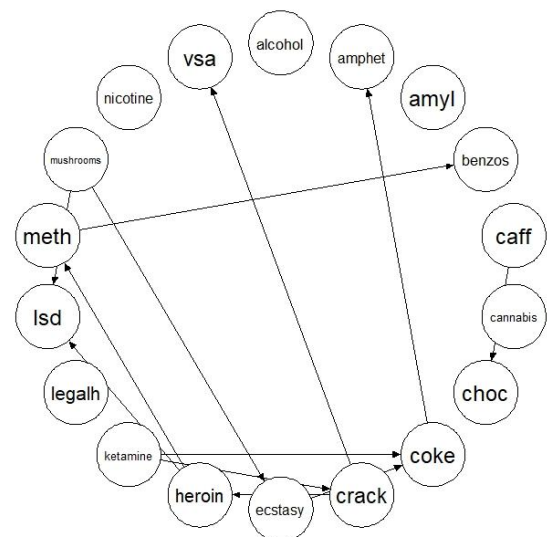 alcohol
vsa
amphet
nicotine
amyl
mushrooms
benzos
meth
caff
lsd
cannabis
legalh
choc
ketamine
coke
heroin
ecstasy
crack